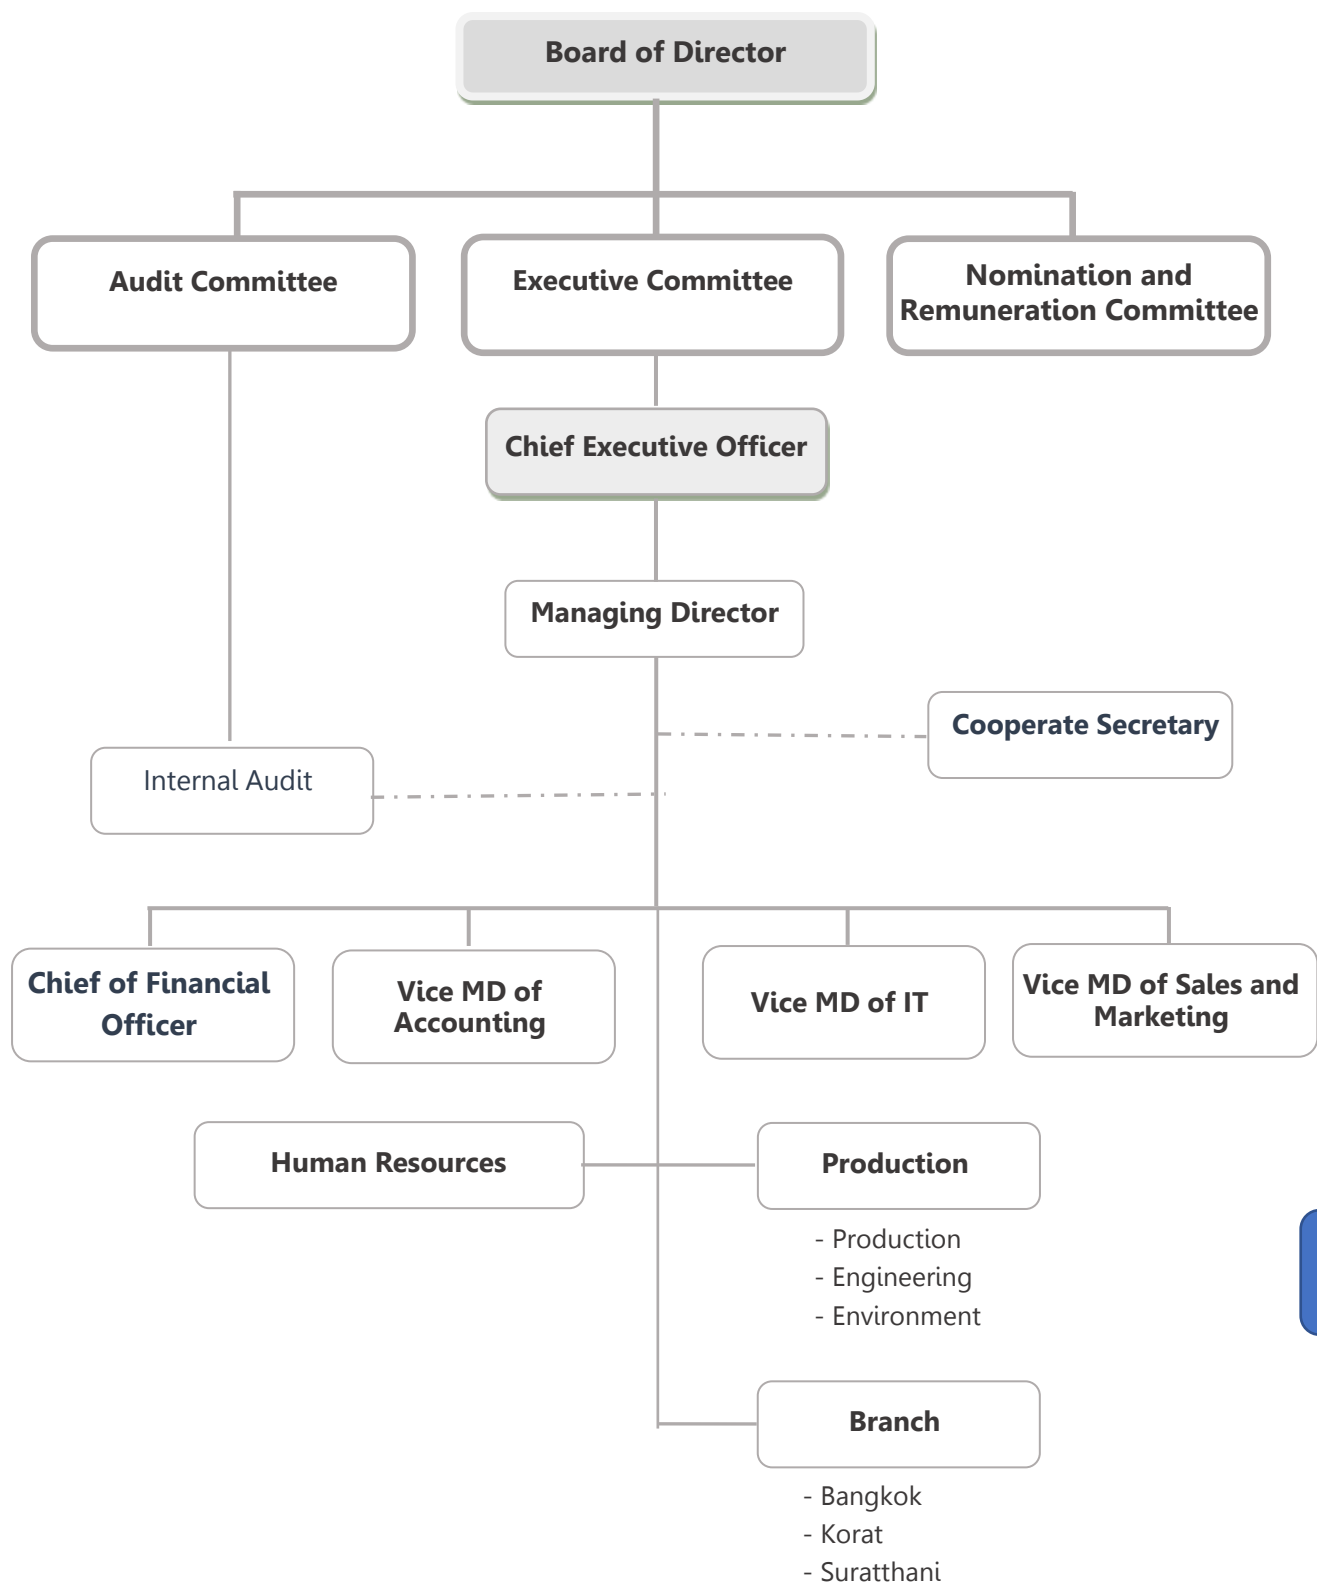 Board of Director
Audit Committee
Executive Committee
Nomination and
Remuneration Committee
Chief Executive Officer
Managing Director
Cooperate Secretary
Internal Audit
Chief of Financial
Officer
Vice MD of
Accounting
Vice MD of IT
Vice MD of Sales and
Marketing
Human Resources
Production
- Production
- Engineering
- Environment
Branch
- Bangkok
- Korat
- Suratthani